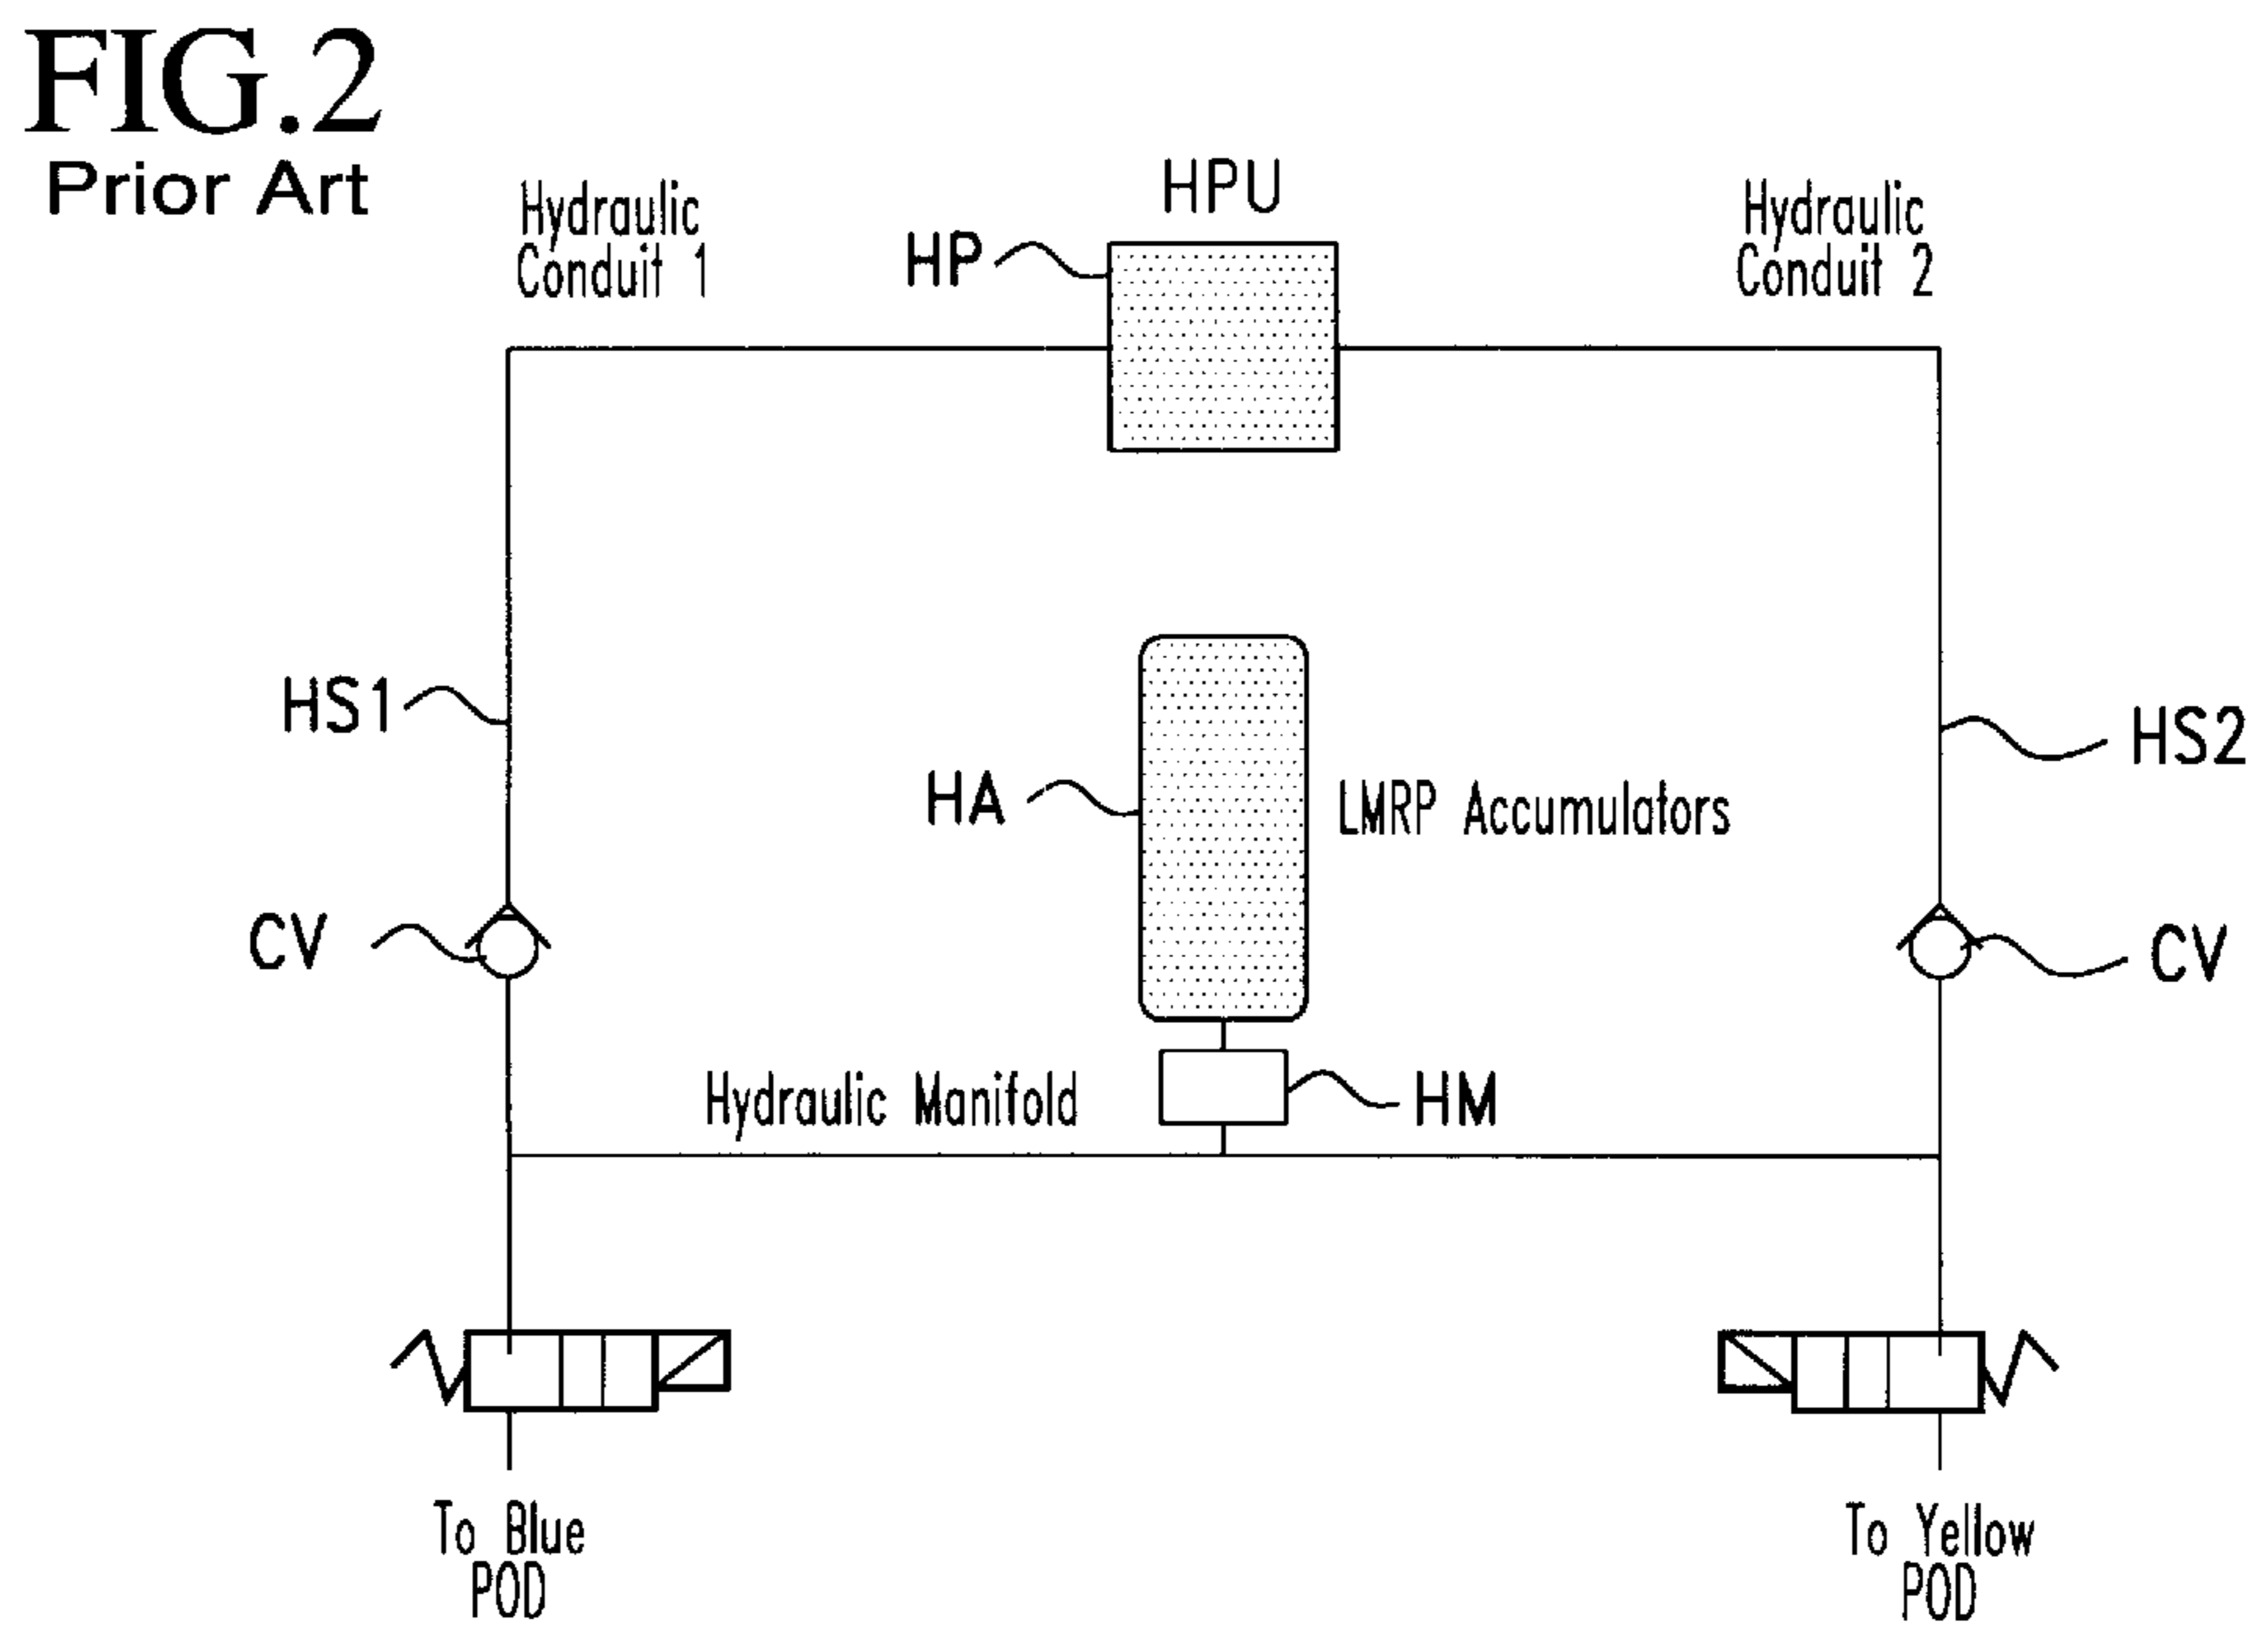 FIG.2
Prior Art
Hydraulic
Conduit 1
HPU
HP
Hydraulic
Conduit 2
HS1
HS2
HA
LMRP Accumulators
CV
CV
Hydraulic Manifold
HM
To Blue
POD
To Yellow
POD